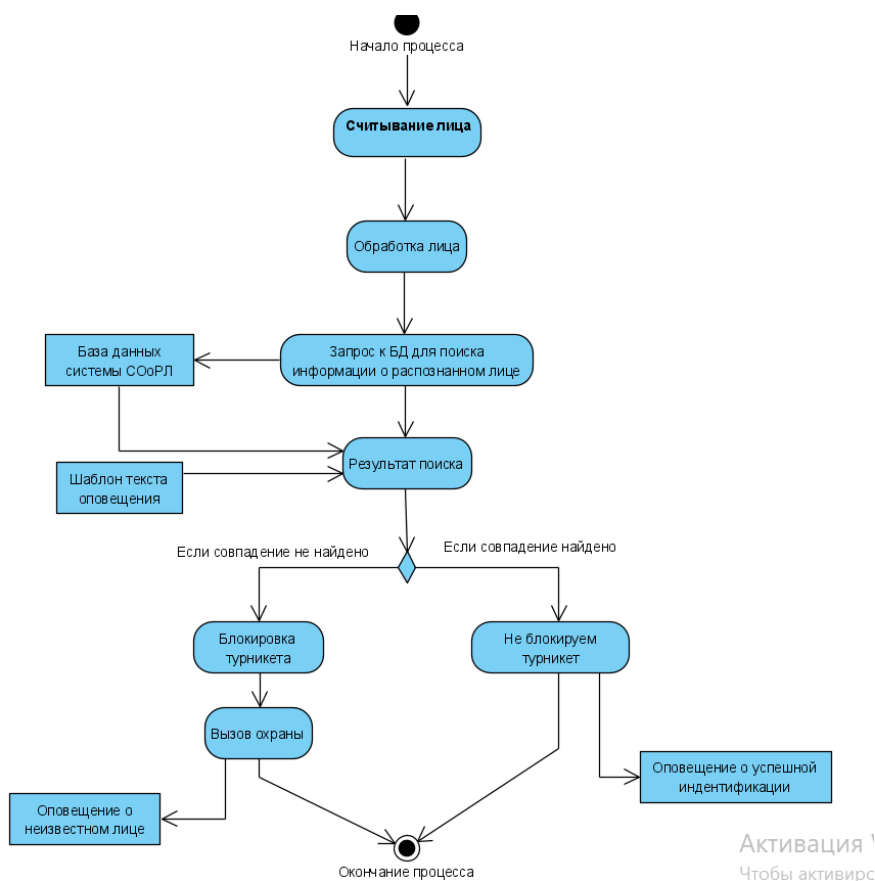 Начало процесса
Считывание лица
Обработка лица
База данных
системы СОоРЛ
Запрос к БД для поиска
информации о распознанном лице
Результат поиска
Шаблон текста
оповещения
Если совпадение не найдено
Если совпадение найдено
Блокировка
турникета
Не блокируем
турникет
Вызов охраны
Оповещение о успешной
индентификации
Оповещение о
неизвестном лице
Окончание процесса
Активация
Чтобы активиро